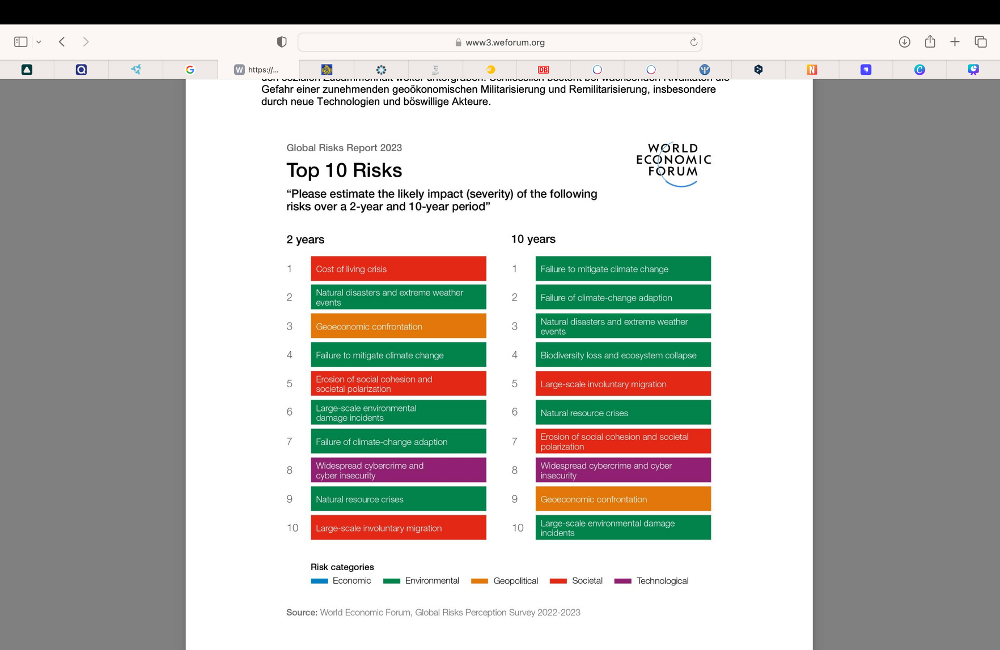 www3.weforum.org
W https://...
DB
N
den sozialen Zusammenhalt weiter untergraben. Schliesslich besteht bei wachsenden Rivalitäten die
Gefahr einer zunehmenden geoökonomischen Militarisierung und Remilitarisierung, insbesondere
durch neue Technologien und böswillige Akteure.
Global Risks Report 2023
WORLD
ECONOMIC
FORUM
Top 10 Risks
“Please estimate the likely impact (severity) of the following
risks over a 2-year and 10-year period”
2 years
1 Cost of living crisis
2 Natural disasters and extreme weather
events
3 Geoeconomic confrontation
4 Failure to mitigate climate change
5 Erosion of social cohesion and
societal polarization
6 Large-scale environmental
damage incidents
7 Failure of climate-change adaption
8 Widespread cybercrime and
cyber insecurity
9 Natural resource crises
10 Large-scale involuntary migration
10 years
1 Failure to mitigate climate change
2 Failure of climate-change adaption
3 Natural disasters and extreme weather
events
4 Biodiversity loss and ecosystem collapse
5 Large-scale involuntary migration
6 Natural resource crises
7 Erosion of social cohesion and societal
polarization
8 Widespread cybercrime and cyber
insecurity
9 Geoeconomic confrontation
10 Large-scale environmental damage
incidents
Risk categories
Economic Environmental Geopolitical Societal Technological
Source: World Economic Forum, Global Risks Perception Survey 2022-2023